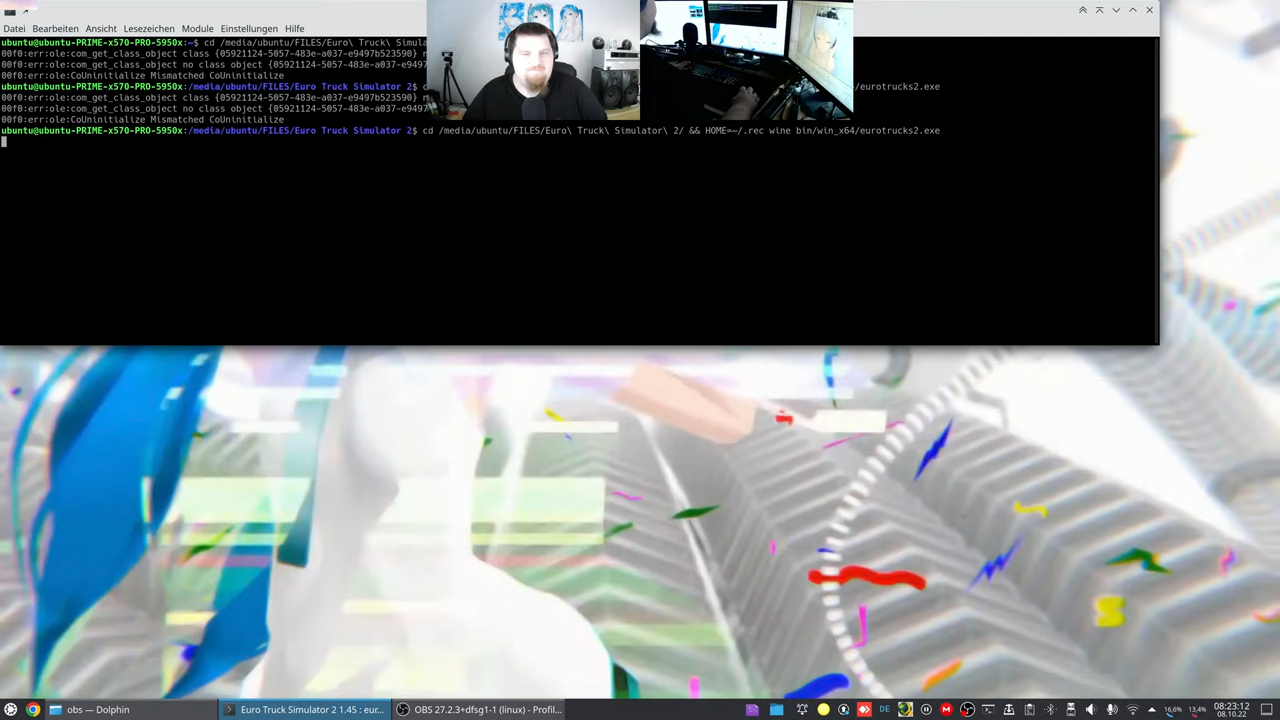 Datei Bearbeiten Ansicht Lesezeichen Module Einstellungen Hilfe
ubuntu@ubuntu-PRIME-x570-PRO-5950x:~$ cd /media/ubuntu/FILES/Euro\ Truck\ Simula
00f0:err:ole:com_get_class_object class {05921124-5057-483e-a037-e9497b523590} n
00f0:err:ole:com_get_class_object no class object {05921124-5057-483e-a037-e9497
00f0:err:ole:CoUninitialize Mismatched CoUninitialize
ubuntu@ubuntu-PRIME-x570-PRO-5950x:/media/ubuntu/FILES/Euro Truck Simulator 2$ c /eurotrucks2.exe
00f0:err:ole:com_get_class_object class {05921124-5057-483e-a037-e9497b523590} n
00f0:err:ole:com_get_class_object no class object {05921124-5057-483e-a037-e9497
00f0:err:ole:CoUninitialize Mismatched CoUninitialize
ubuntu@ubuntu-PRIME-x570-PRO-5950x:/media/ubuntu/FILES/Euro Truck Simulator 2$ cd /media/ubuntu/FILES/Euro\ Truck\ Simulator\ 2/ && HOME=~/.rec wine bin/win_x64/eurotrucks2.exe
obs — Dolphin
Euro Truck Simulator 2 1.45 : eur...
OBS 27.2.3+dfsg1-1 (linux) - Profil...
DE
16,6% 13,4%
08:23:12
08.10.22